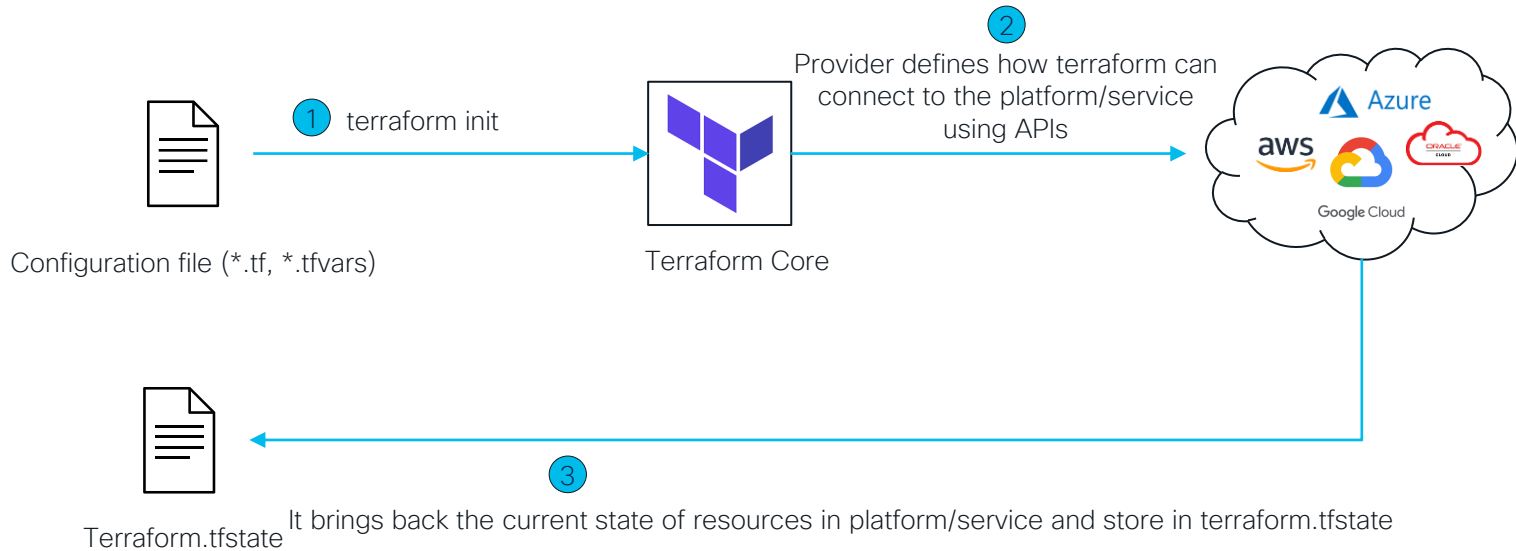 2
Provider defines how terraform can
connect to the platform/service
using APIs
1 terraform init
Azure
aws
ORACLE
CLOUD
Google Cloud
Configuration file (*.tf, *.tfvars)
Terraform Core
3
It brings back the current state of resources in platform/service and store in terraform.tfstate
Terraform.tfstate